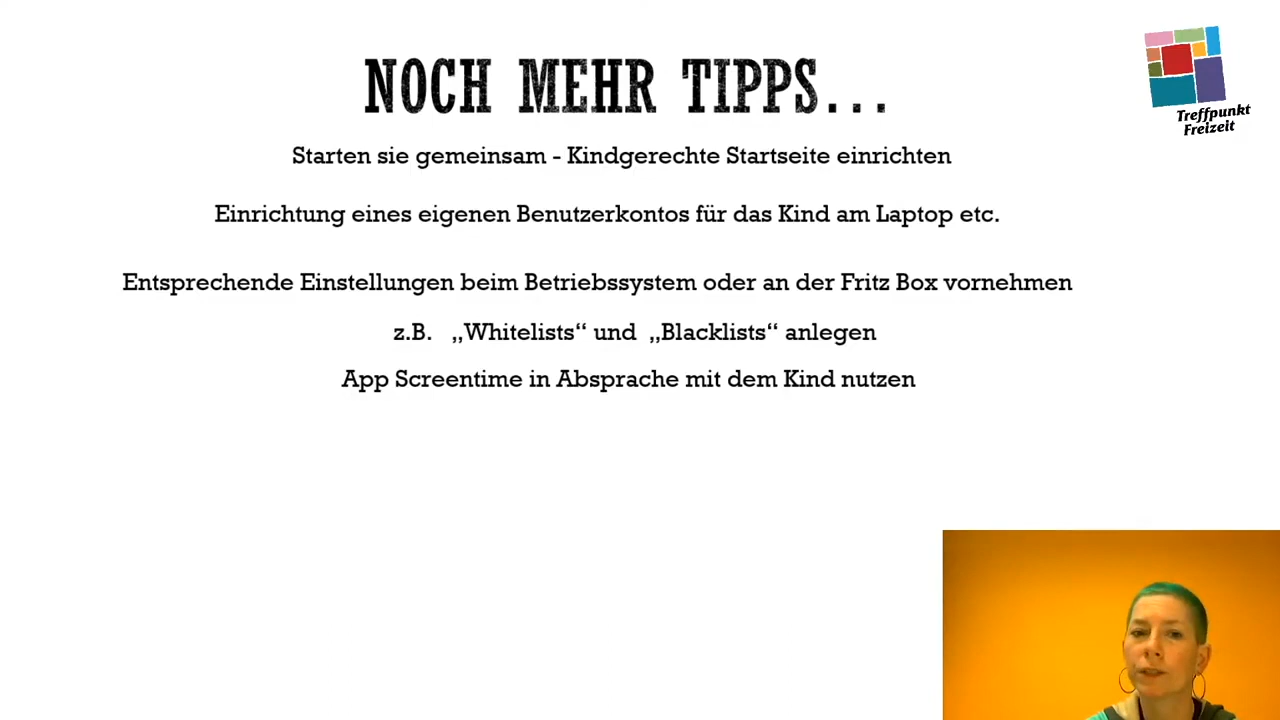 NOCH MEHR TIPPS...
Treffpunkt
Freizeit
Starten sie gemeinsam - Kindgerechte Startseite einrichten
Einrichtung eines eigenen Benutzerkontos für das Kind am Laptop etc.
Entsprechende Einstellungen beim Betriebssystem oder an der Fritz Box vornehmen
z.B. „Whitelists“ und „Blacklists“ anlegen
App Screentime in Absprache mit dem Kind nutzen